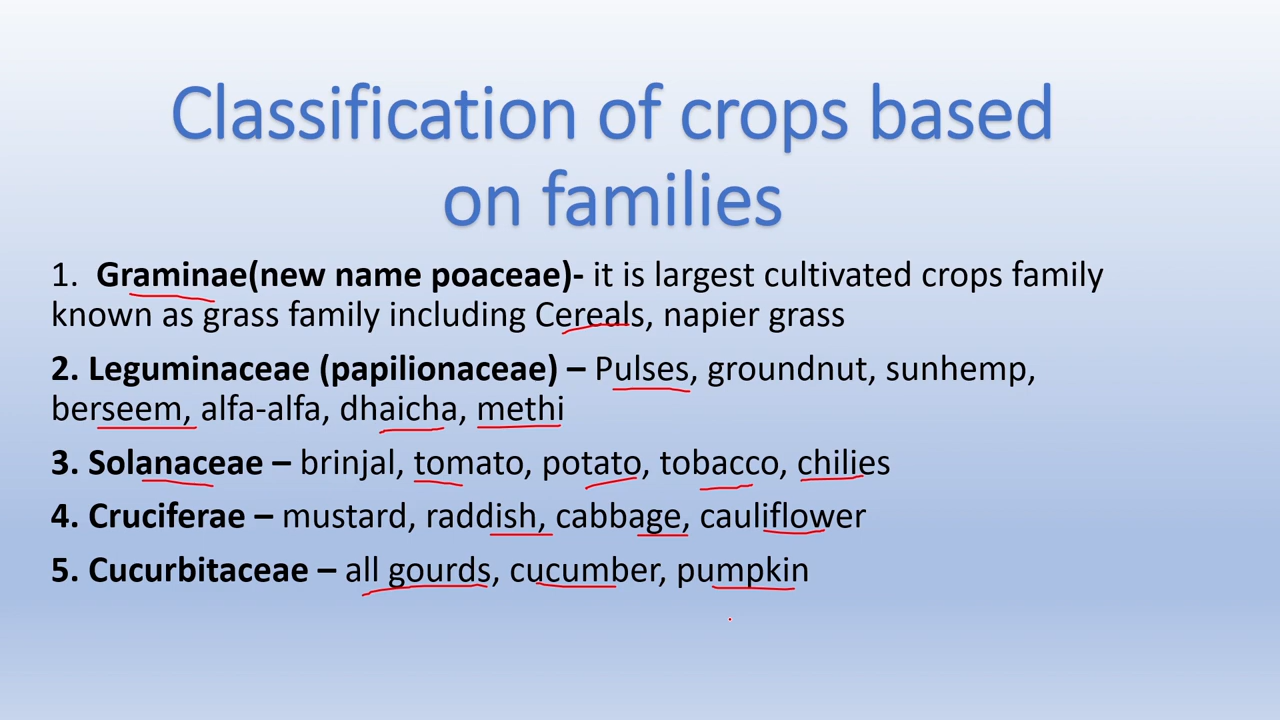 Classification of crops based
on families
1. Graminae(new name poaceae)- it is largest cultivated crops family
known as grass family including Cereals, napier grass
2. Leguminaceae (papilionaceae) – Pulses, groundnut, sunhemp,
berseem, alfa-alfa, dhaicha, methi
3. Solanaceae – brinjal, tomato, potato, tobacco, chilies
4. Cruciferae – mustard, raddish, cabbage, cauliflower
5. Cucurbitaceae – all gourds, cucumber, pumpkin